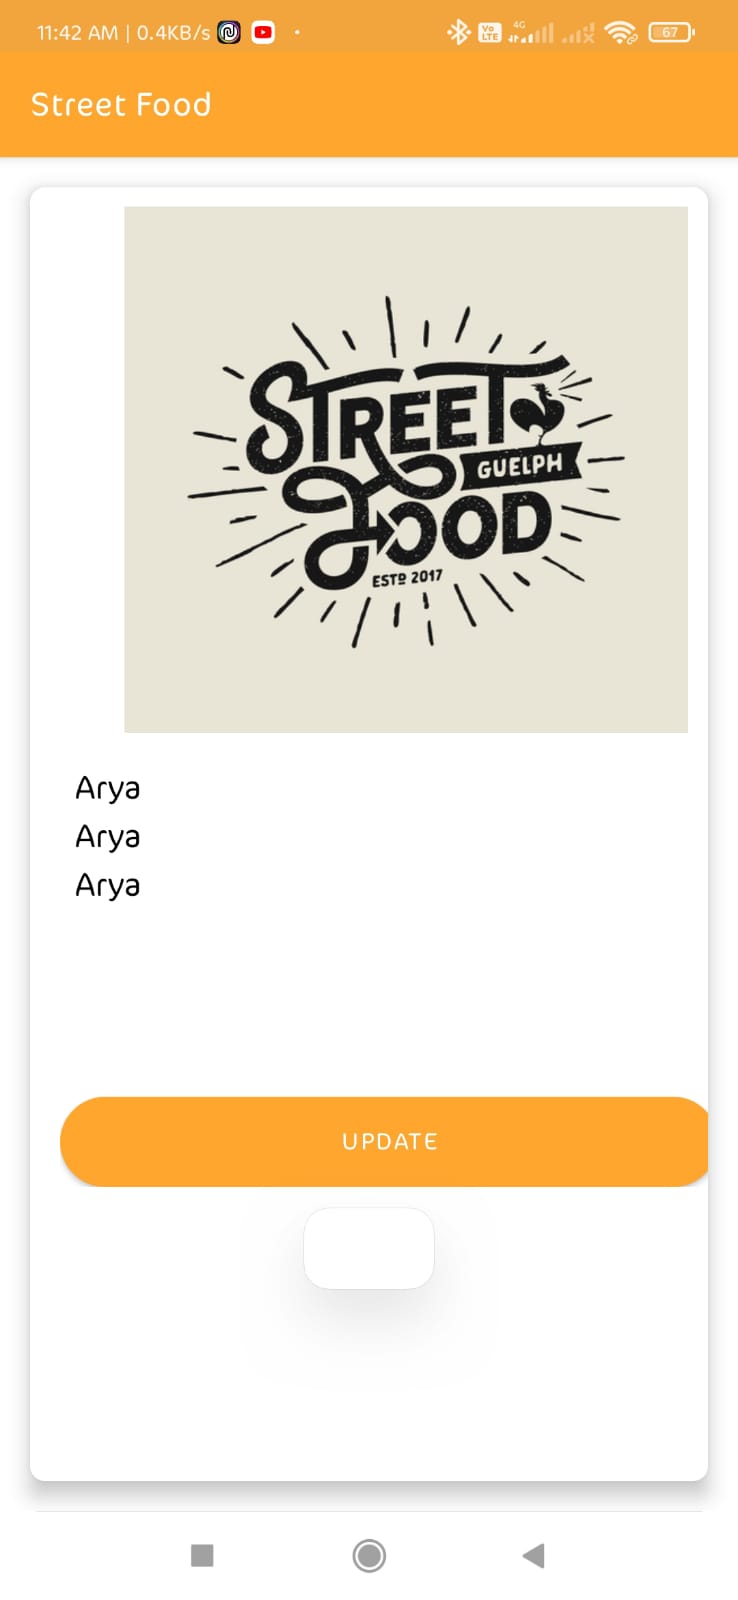 11:42 AM | 0.4KB/s
Vo LTE 4G 67
Street Food
STREET
GUELPH
FOOD
ESTD 2017
Arya
Arya
Arya
UPDATE